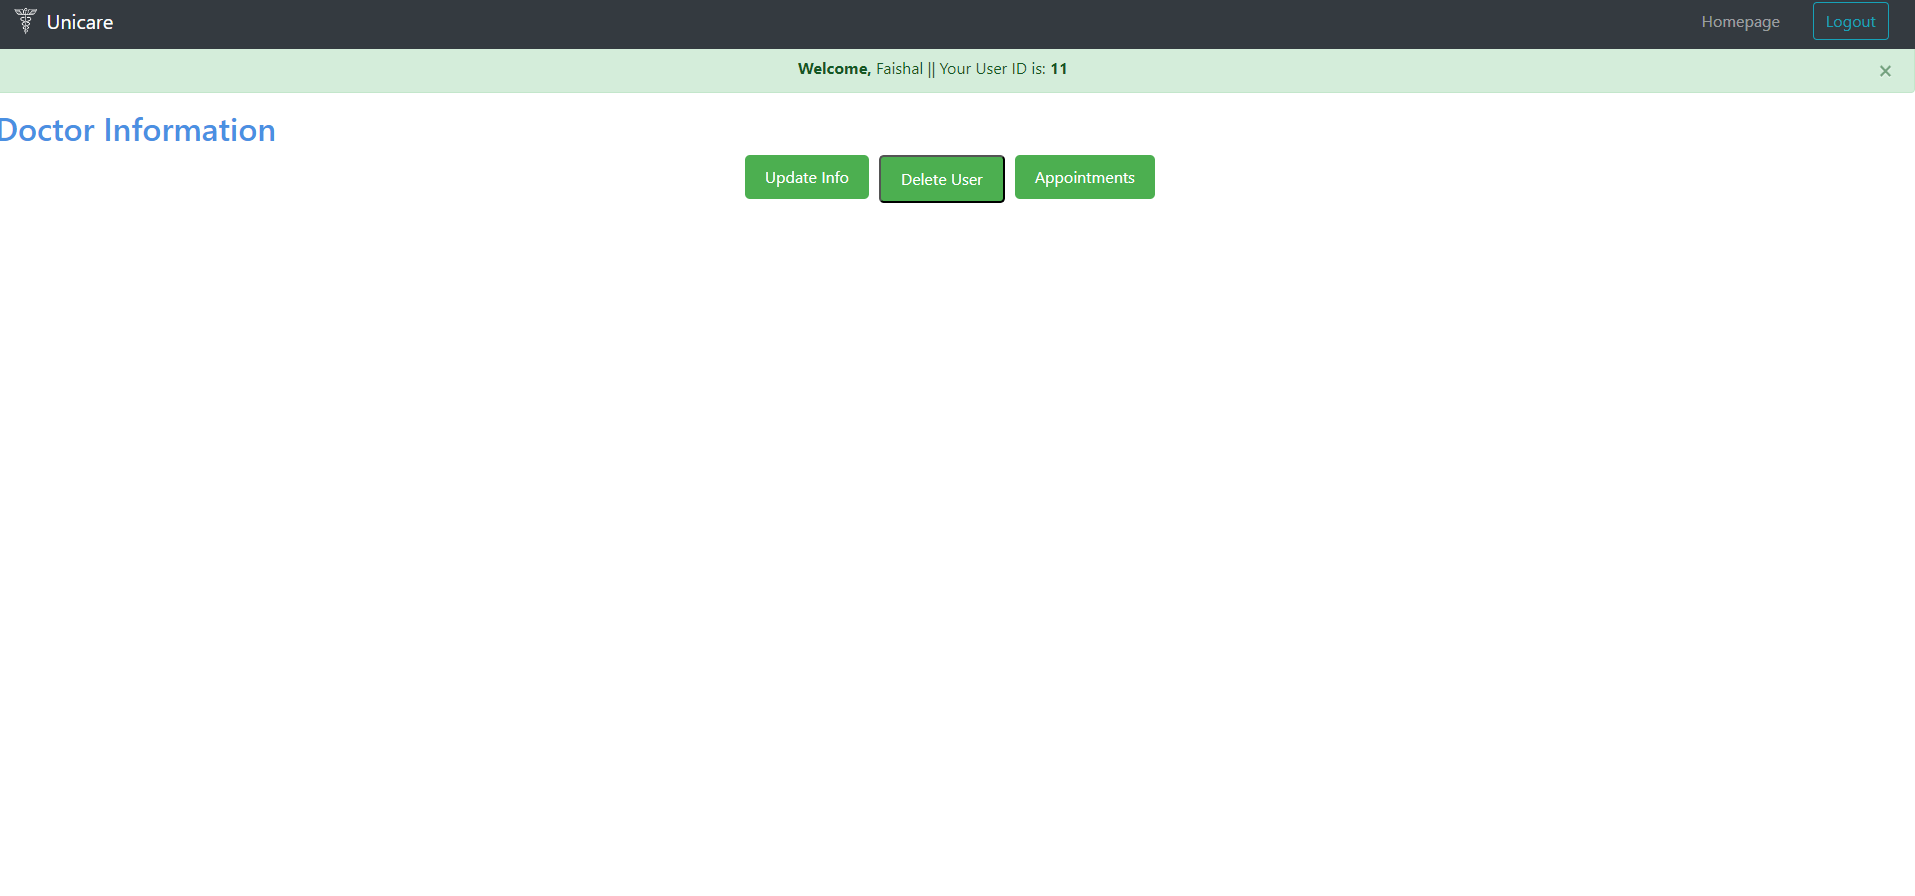 Unicare Homepage Logout
Welcome, Faishal || Your User ID is: 11 ×
Doctor Information
Update Info Delete User Appointments